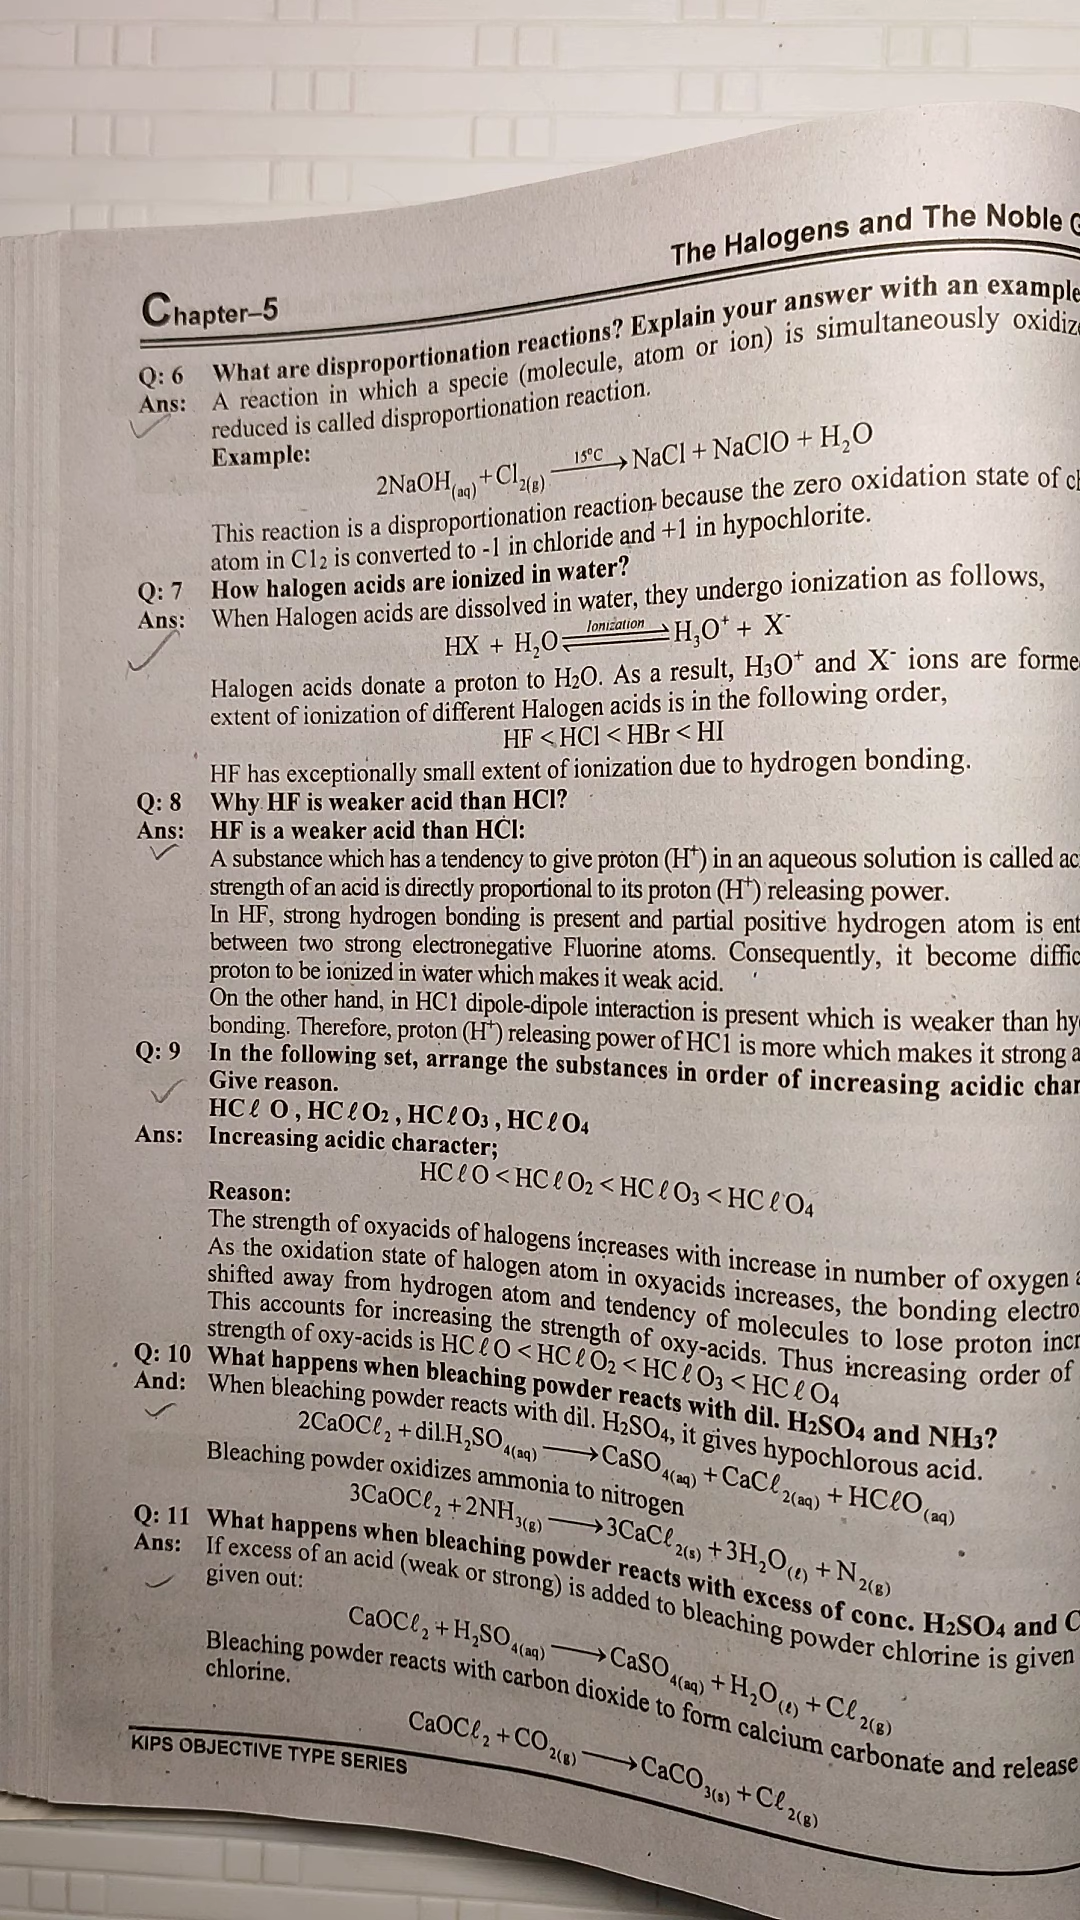 The Halogens and The Noble
Chapter–5
Q: 6 What are disproportionation reactions? Explain your answer with an example
Ans: A reaction in which a specie (molecule, atom or ion) is simultaneously
reduced is called disproportionation reaction.
Example:
2NaOH(aq) + Cl2(g) 15°C → NaCl + NaClO + H2O
This reaction is a disproportionation reaction because the zero oxidation state of
atom in C12 is converted to -1 in chloride and +1 in hypochlorite.
Q: 7 How halogen acids are ionized in water?
Ans: When Halogen acids are dissolved in water, they undergo ionization as follows,
HX + H2O ⇌ Ionization H3O⁺ + X⁻
Halogen acids donate a proton to H2O. As a result, H3O⁺ and X⁻ ions are
extent of ionization of different Halogen acids is in the following order,
HF < HCl < HBr < HI
HF has exceptionally small extent of ionization due to hydrogen bonding.
Q: 8 Why HF is weaker acid than HCl?
Ans: HF is a weaker acid than HCl:
A substance which has a tendency to give proton (H⁺) in an aqueous solution is called
strength of an acid is directly proportional to its proton (H⁺) releasing power.
In HF, strong hydrogen bonding is present and partial positive hydrogen atom is
between two strong electronegative Fluorine atoms. Consequently, it become
proton to be ionized in water which makes it weak acid.
On the other hand, in HC1 dipole-dipole interaction is present which is weaker than
bonding. Therefore, proton (H⁺) releasing power of HC1 is more which makes it strong
Q: 9 In the following set, arrange the substances in order of increasing acidic
Give reason.
HCℓ O , HCℓO2 , HCℓO3 , HCℓO4
Ans: Increasing acidic character;
HCℓO < HCℓO2 < HCℓO3 < HCℓO4
Reason:
The strength of oxyacids of halogens increases with increase in number of oxygen
As the oxidation state of halogen atom in oxyacids increases, the bonding
shifted away from hydrogen atom and tendency of molecules to lose proton
This accounts for increasing the strength of oxy-acids. Thus increasing order of
strength of oxy-acids is HCℓO < HCℓO2 < HCℓO3 < HCℓO4
Q: 10 What happens when bleaching powder reacts with dil. H2SO4 and NH3?
And: When bleaching powder reacts with dil. H2SO4, it gives hypochlorous acid.
2CaOCℓ2 + dil.H2SO4(aq) → CaSO4(aq) + CaCℓ2(aq) + HCℓO(aq)
Bleaching powder oxidizes ammonia to nitrogen
3CaOCℓ2 + 2NH3(g) → 3CaCℓ2(s) + 3H2O(ℓ) + N2(g)
Q: 11 What happens when bleaching powder reacts with excess of conc. H2SO4 and
Ans: If excess of an acid (weak or strong) is added to bleaching powder chlorine is given
given out:
CaOCℓ2 + H2SO4(aq) → CaSO4(aq) + H2O(ℓ) + Cℓ2(g)
Bleaching powder reacts with carbon dioxide to form calcium carbonate and release
chlorine.
CaOCℓ2 + CO2(g) → CaCO3(s) + Cℓ2(g)
KIPS OBJECTIVE TYPE SERIES